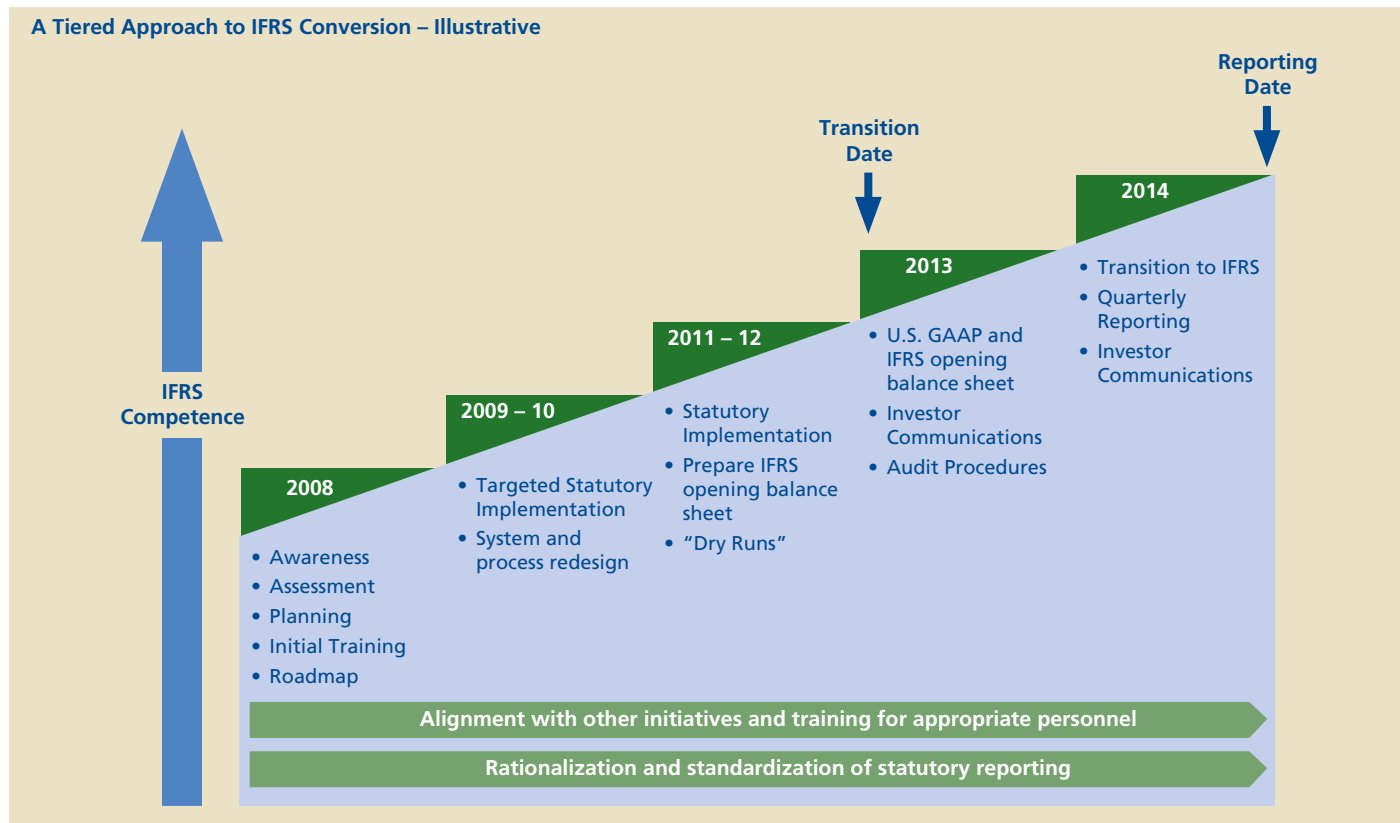 A Tiered Approach to IFRS Conversion – Illustrative
Reporting
Date
Transition
Date
IFRS
Competence
2008
• Awareness
• Assessment
• Planning
• Initial Training
• Roadmap
2009 – 10
• Targeted Statutory
Implementation
• System and
process redesign
2011 – 12
• Statutory
Implementation
• Prepare IFRS
opening balance
sheet
• “Dry Runs”
2013
• U.S. GAAP and
IFRS opening
balance sheet
• Investor
Communications
• Audit Procedures
2014
• Transition to IFRS
• Quarterly
Reporting
• Investor
Communications
Alignment with other initiatives and training for appropriate personnel
Rationalization and standardization of statutory reporting